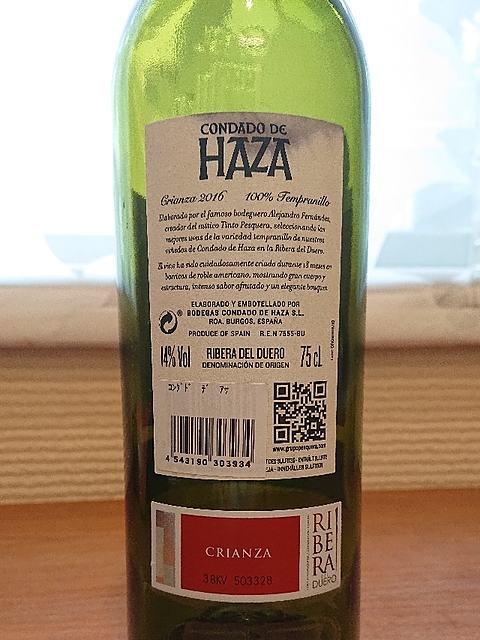 CONDADO DE
HAZA
Crianza 2016 100% Tempranillo
Elaborado por el famoso bodeguero Alejandro Fernández,
creador del mítico Tinto Pesquera, seleccionando las
mejores uvas de la variedad tempranillo de nuestros
viñedos de Condado de Haza en la Ribera del Duero.
El vino ha sido cuidadosamente criado durante 18 meses en
barricas de roble americano, mostrando gran cuerpo y
estructura, intenso sabor afrutado y un elegante bouquet.
ELABORADO Y EMBOTELLADO POR
BODEGAS CONDADO DE HAZA S.L.
ROA, BURGOS, ESPAÑA
PRODUCE OF SPAIN R.E.N 7555-BU
14% Vol RIBERA DEL DUERO 75 cL
DENOMINACIÓN DE ORIGEN
コンダド デ アサ
4 543190 303934
www.grupopesquera.com
CRIANZA
38KV 503328
RI
BE
RA
DUERO